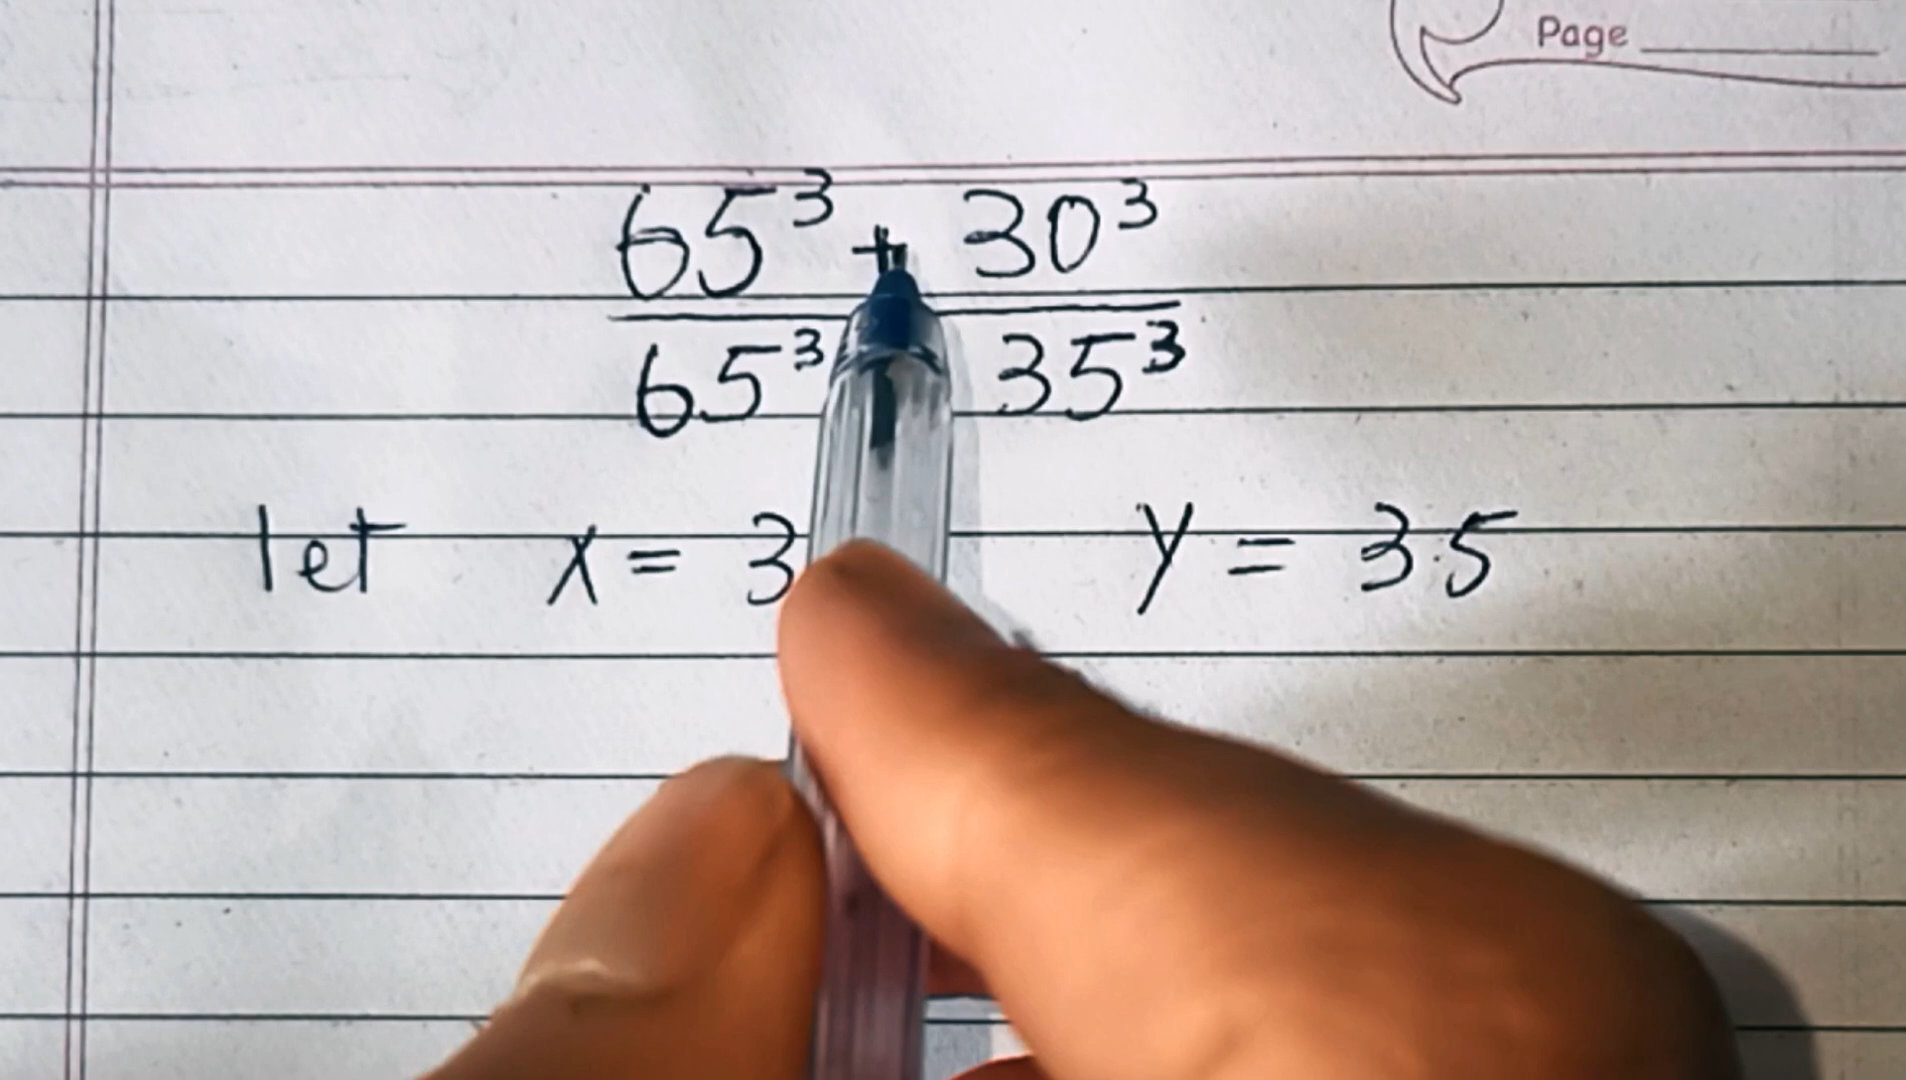 Page
65³ + 30³
65³ 35³
let x = 3 y = 35